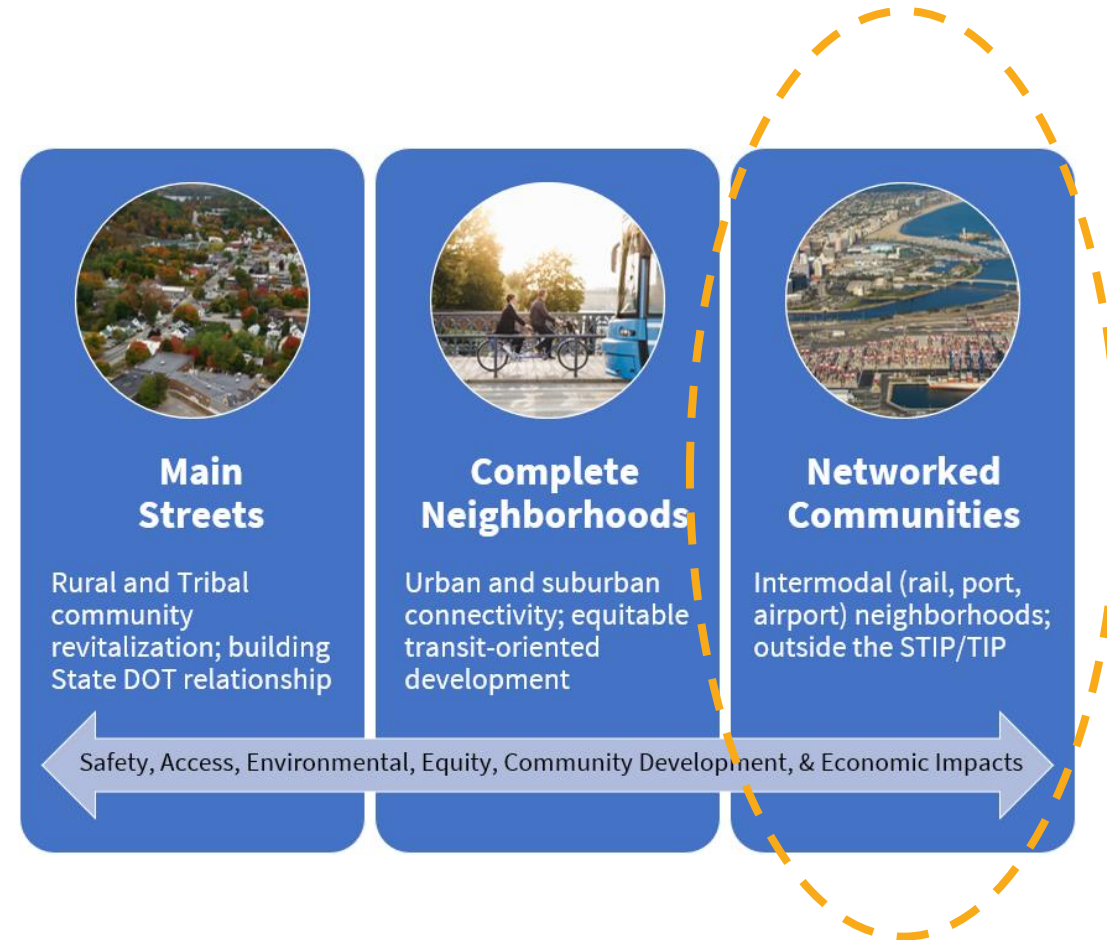 Main
Streets
Rural and Tribal
community
revitalization; building
State DOT relationship
Complete
Neighborhoods
Urban and suburban
connectivity; equitable
transit-oriented
development
Networked
Communities
Intermodal (rail, port,
airport) neighborhoods;
outside the STIP/TIP
Safety, Access, Environmental, Equity, Community Development, & Economic Impacts